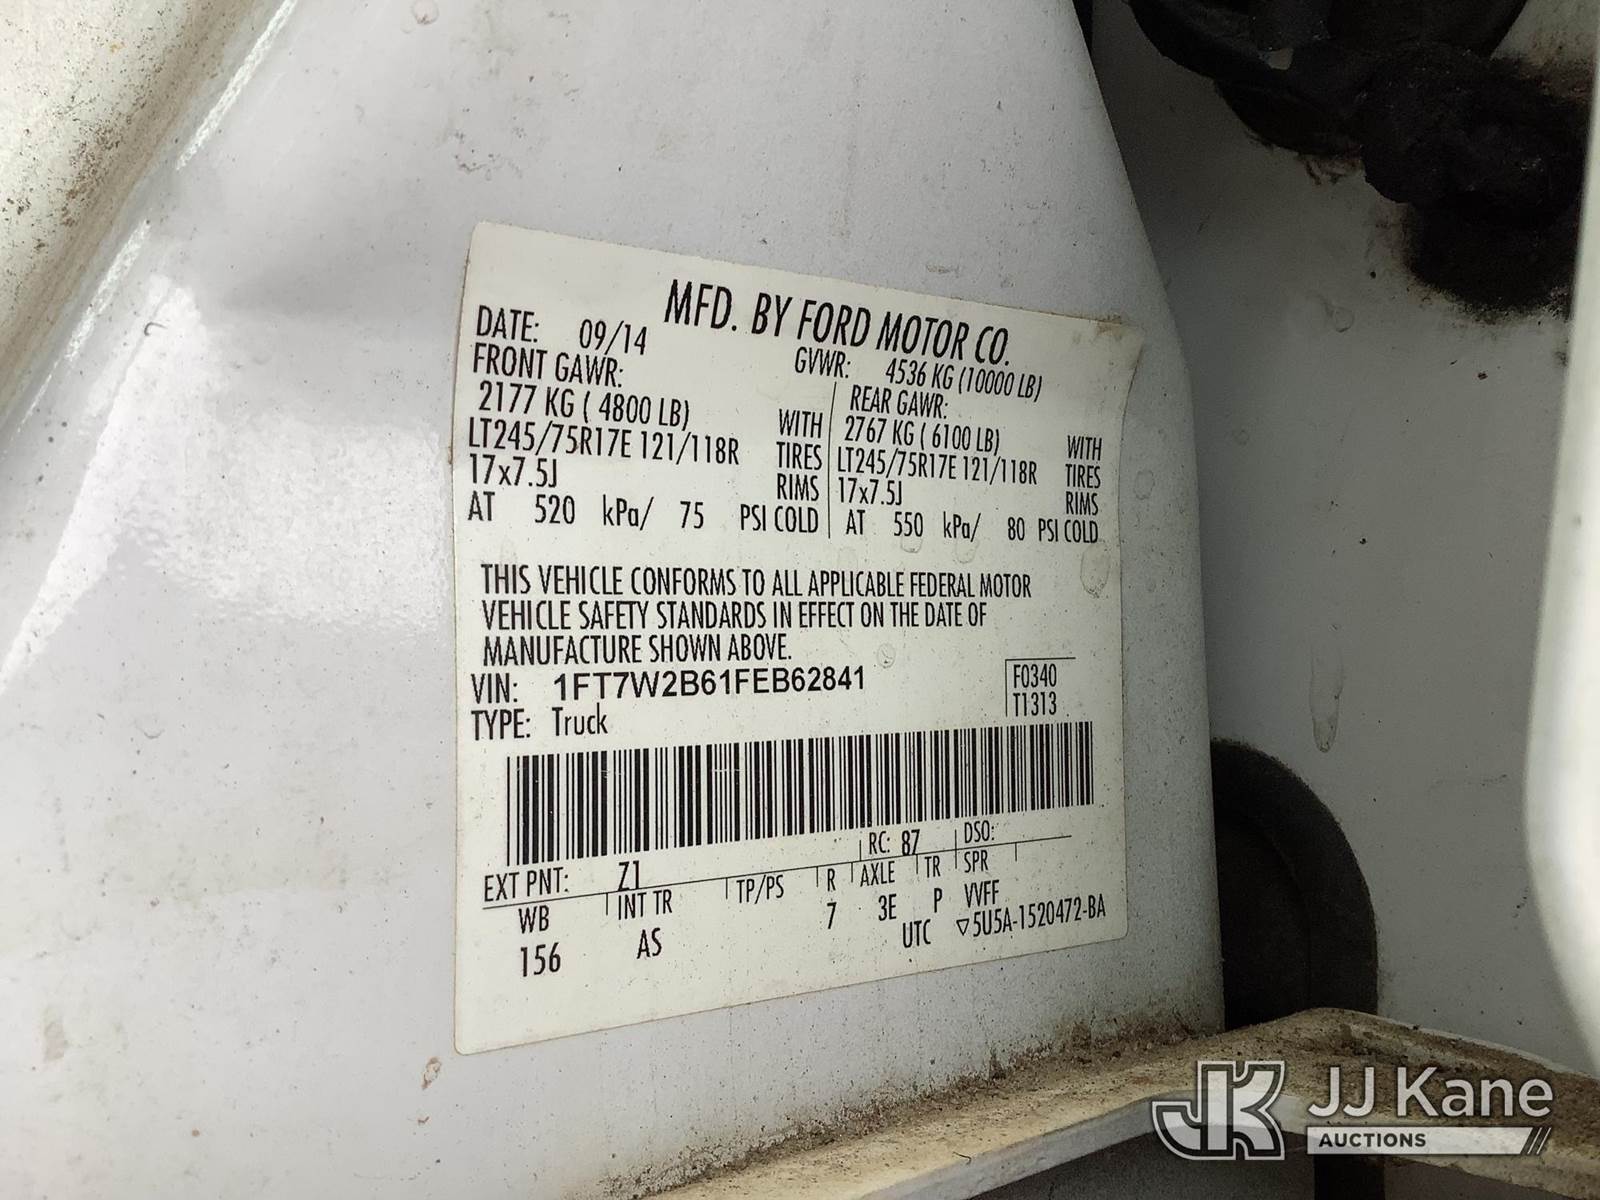 MFD. BY FORD MOTOR CO.
DATE: 09/14 GVWR: 4536 KG (10000 LB)
FRONT GAWR: REAR GAWR:
2177 KG ( 4800 LB) WITH 2767 KG ( 6100 LB) WITH
LT245/75R17E 121/118R TIRES LT245/75R17E 121/118R TIRES
17x7.5J RIMS 17x7.5J RIMS
AT 520 kPa/ 75 PSI COLD AT 550 kPa/ 80 PSI COLD
THIS VEHICLE CONFORMS TO ALL APPLICABLE FEDERAL MOTOR
VEHICLE SAFETY STANDARDS IN EFFECT ON THE DATE OF
MANUFACTURE SHOWN ABOVE.
VIN: 1FT7W2B61FEB62841 F0340
TYPE: Truck T1313
EXT PNT: Z1 RC: 87 DSO:
WB INT TR TP/PS R AXLE TR SPR
156 AS 7 3E P VVFF
UTC ▽5U5A-1520472-BA
JK JJ Kane
AUCTIONS